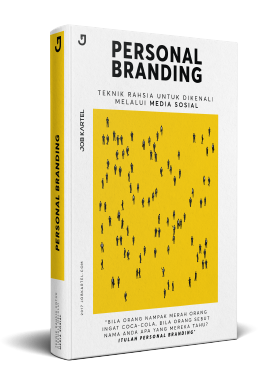 PERSONAL
BRANDING
TEKNIK RAHSIA UNTUK DIKENALI
MELALUI MEDIA SOSIAL
JOB KARTEL
"BILA ORANG NAMPAK MERAH ORANG
INGAT COCA-COLA, BILA ORANG SEBUT
NAMA ANDA APA YANG MEREKA TAHU?
ITULAH PERSONAL BRANDING"
PERSONAL BRANDING